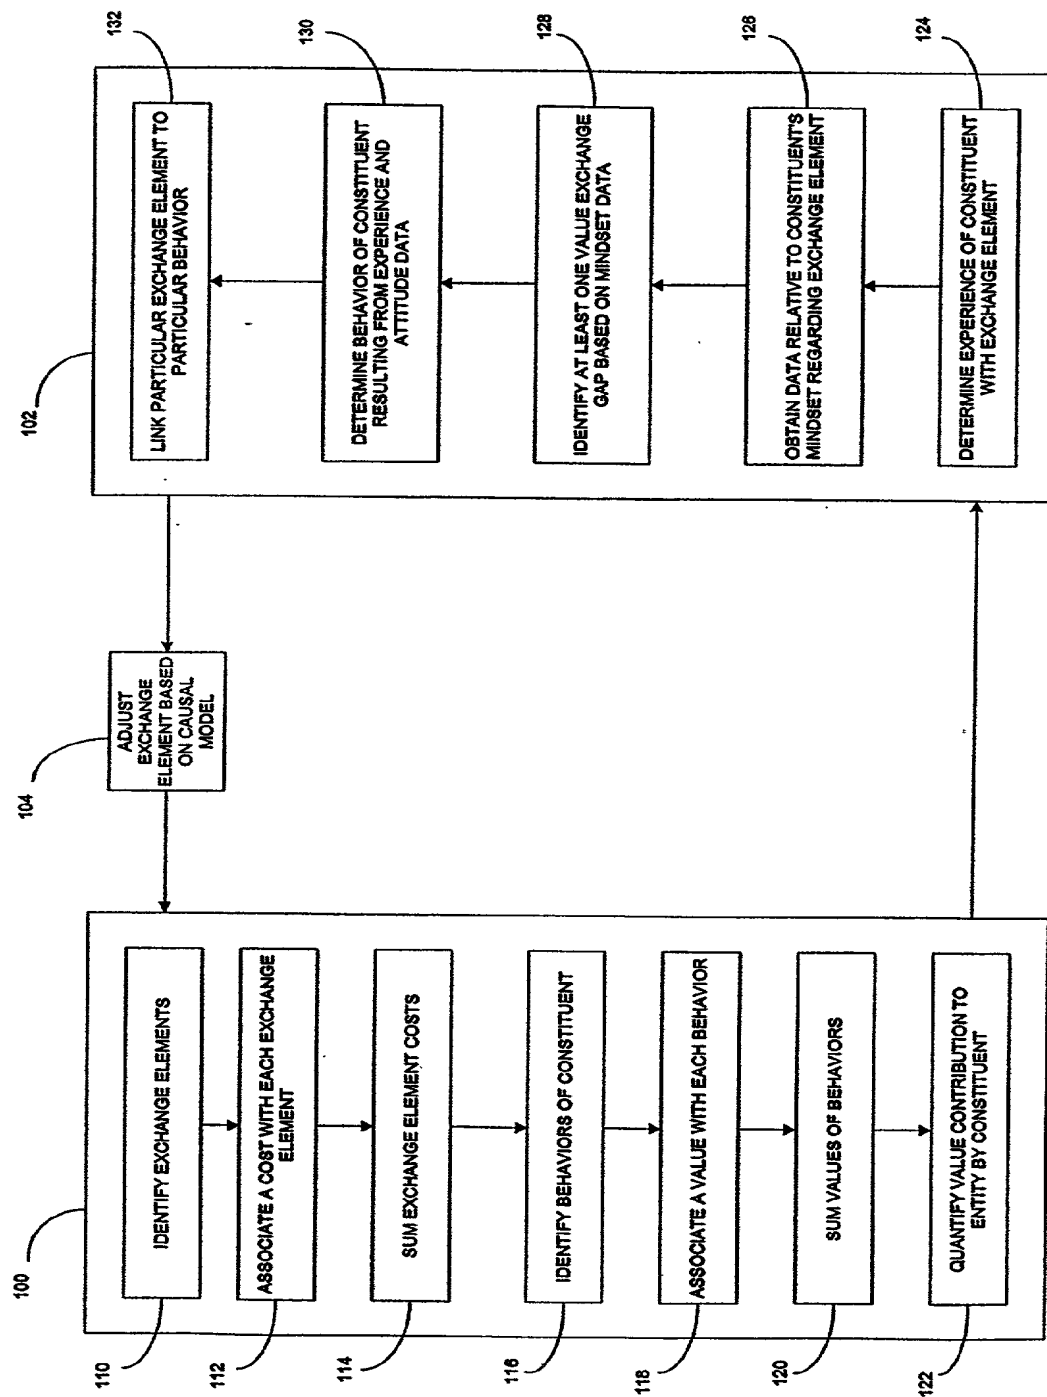 100
110
IDENTIFY EXCHANGE ELEMENTS
112
ASSOCIATE A COST WITH EACH EXCHANGE
ELEMENT
114
SUM EXCHANGE ELEMENT COSTS
116
IDENTIFY BEHAVIORS OF CONSTITUENT
118
ASSOCIATE A VALUE WITH EACH BEHAVIOR
120
SUM VALUES OF BEHAVIORS
122
QUANTIFY VALUE CONTRIBUTION TO
ENTITY BY CONSTITUENT
104
ADJUST
EXCHANGE
ELEMENT BASED
ON CAUSAL
MODEL
102
132
LINK PARTICULAR EXCHANGE ELEMENT TO
PARTICULAR BEHAVIOR
130
DETERMINE BEHAVIOR OF CONSTITUENT
RESULTING FROM EXPERIENCE AND
ATTITUDE DATA
128
IDENTIFY AT LEAST ONE VALUE EXCHANGE
GAP BASED ON MINDSET DATA
126
OBTAIN DATA RELATIVE TO CONSTITUENT'S
MINDSET REGARDING EXCHANGE ELEMENT
124
DETERMINE EXPERIENCE OF CONSTITUENT
WITH EXCHANGE ELEMENT